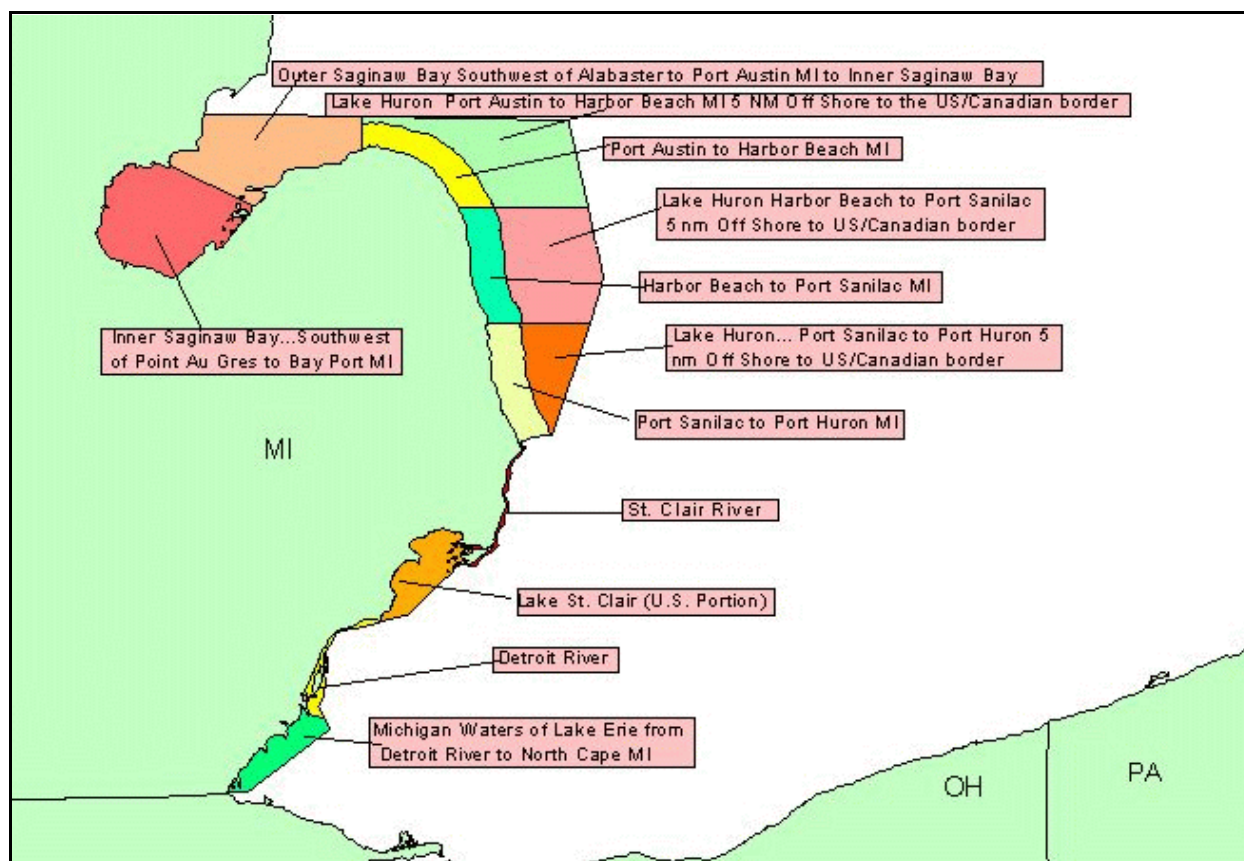 Outer Saginaw Bay Southwest of Alabaster to Port Austin MI to Inner Saginaw Bay
Lake Huron Port Austin to Harbor Beach MI 5 NM Off Shore to the US/Canadian border
Port Austin to Harbor Beach MI
Lake Huron Harbor Beach to Port Sanilac
5 nm Off Shore to US/Canadian border
Harbor Beach to Port Sanilac MI
Inner Saginaw Bay...Southwest
of Point Au Gres to Bay Port MI
Lake Huron... Port Sanilac to Port Huron 5
nm Off Shore to US/Canadian border
Port Sanilac to Port Huron MI
MI
St. Clair River
Lake St. Clair (U.S. Portion)
Detroit River
Michigan Waters of Lake Erie from
Detroit River to North Cape MI
OH
PA